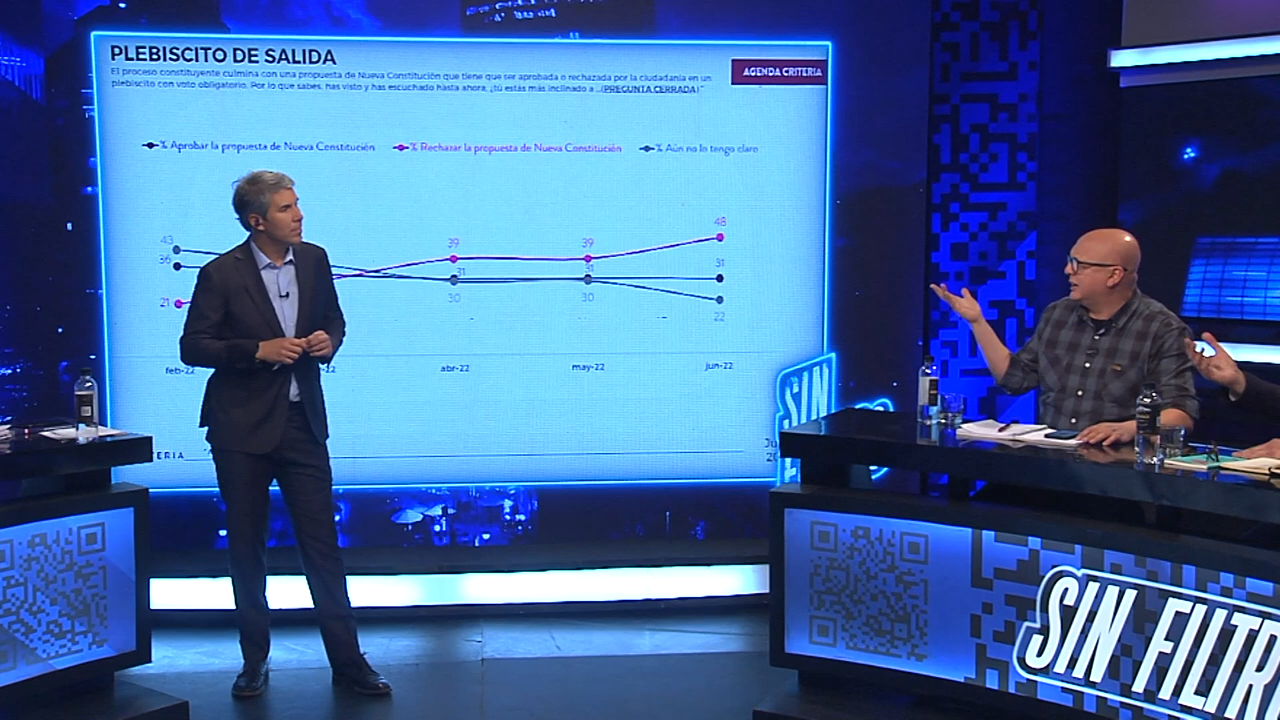 PLEBISCITO DE SALIDA
El proceso constituyente culmina con una propuesta de Nueva Constitución que tiene que ser aprobada o rechazada por la ciudadanía en un
plebiscito con voto obligatorio. Por lo que sabes, has visto y has escuchado hasta ahora, ¿tú estás más inclinado a ...(PREGUNTA CERRADA)
AGENDA CRITERIA
% Aprobar la propuesta de Nueva Constitución % Rechazar la propuesta de Nueva Constitución % Aún no lo tengo claro
43
36
21
39
31
30
39
31
30
48
31
22
feb-22
-22
abr-22
may-22
jun-22
ERIA
SIN
SIN FILTR